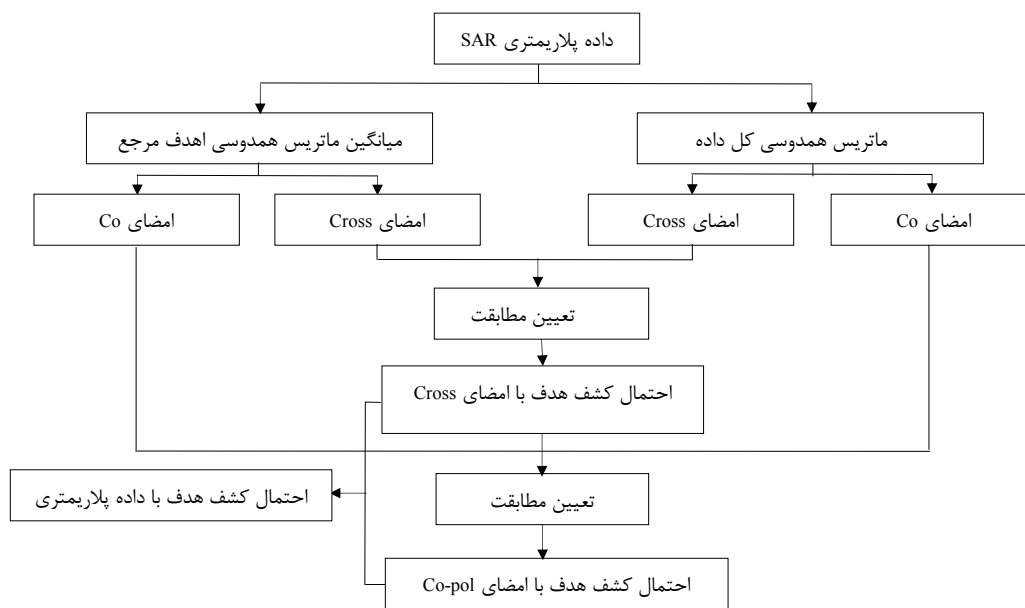 داده پلاریمتری SAR
ماتریس همدوسی کل داده
میانگین ماتریس همدوسی اهدف مرجع
امضای Co
امضای Cross
امضای Cross
امضای Co
تعیین مطابقت
احتمال کشف هدف با امضای Cross
تعیین مطابقت
احتمال کشف هدف با داده پلاریمتری
احتمال کشف هدف با امضای Co-pol